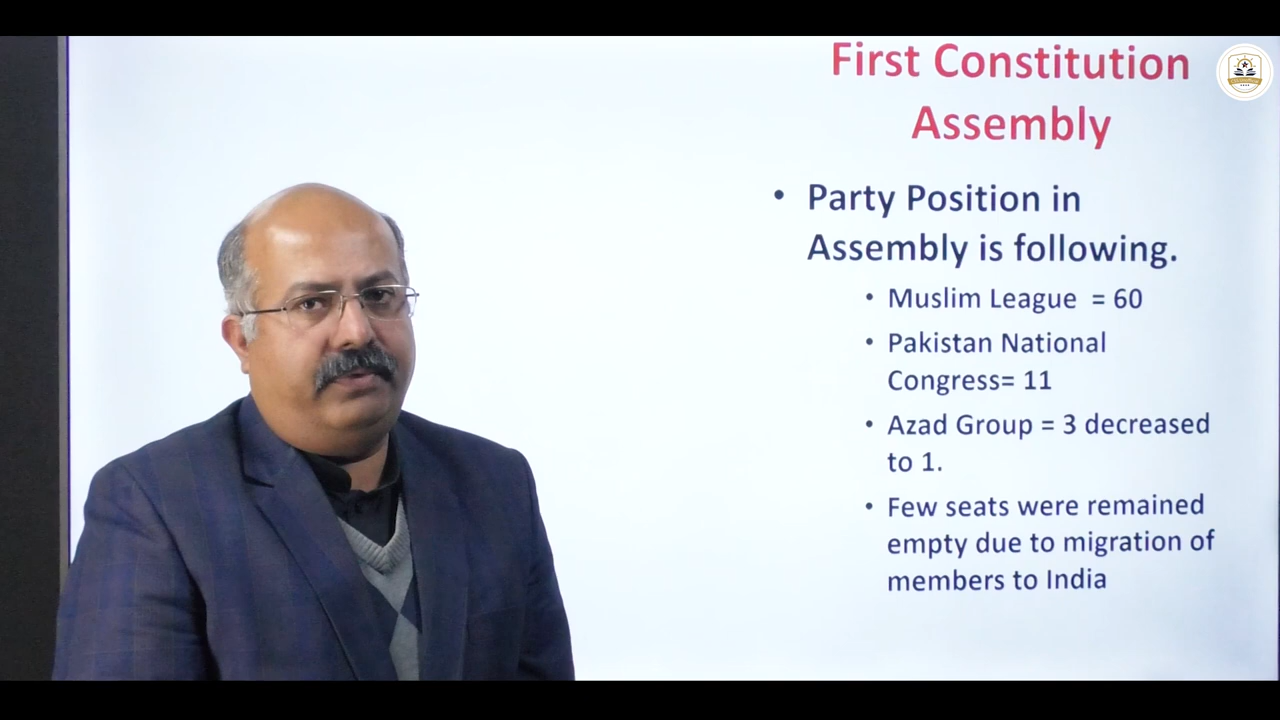 First Constitution
Assembly
• Party Position in
Assembly is following.
• Muslim League = 60
• Pakistan National
Congress= 11
• Azad Group = 3 decreased
to 1.
• Few seats were remained
empty due to migration of
members to India